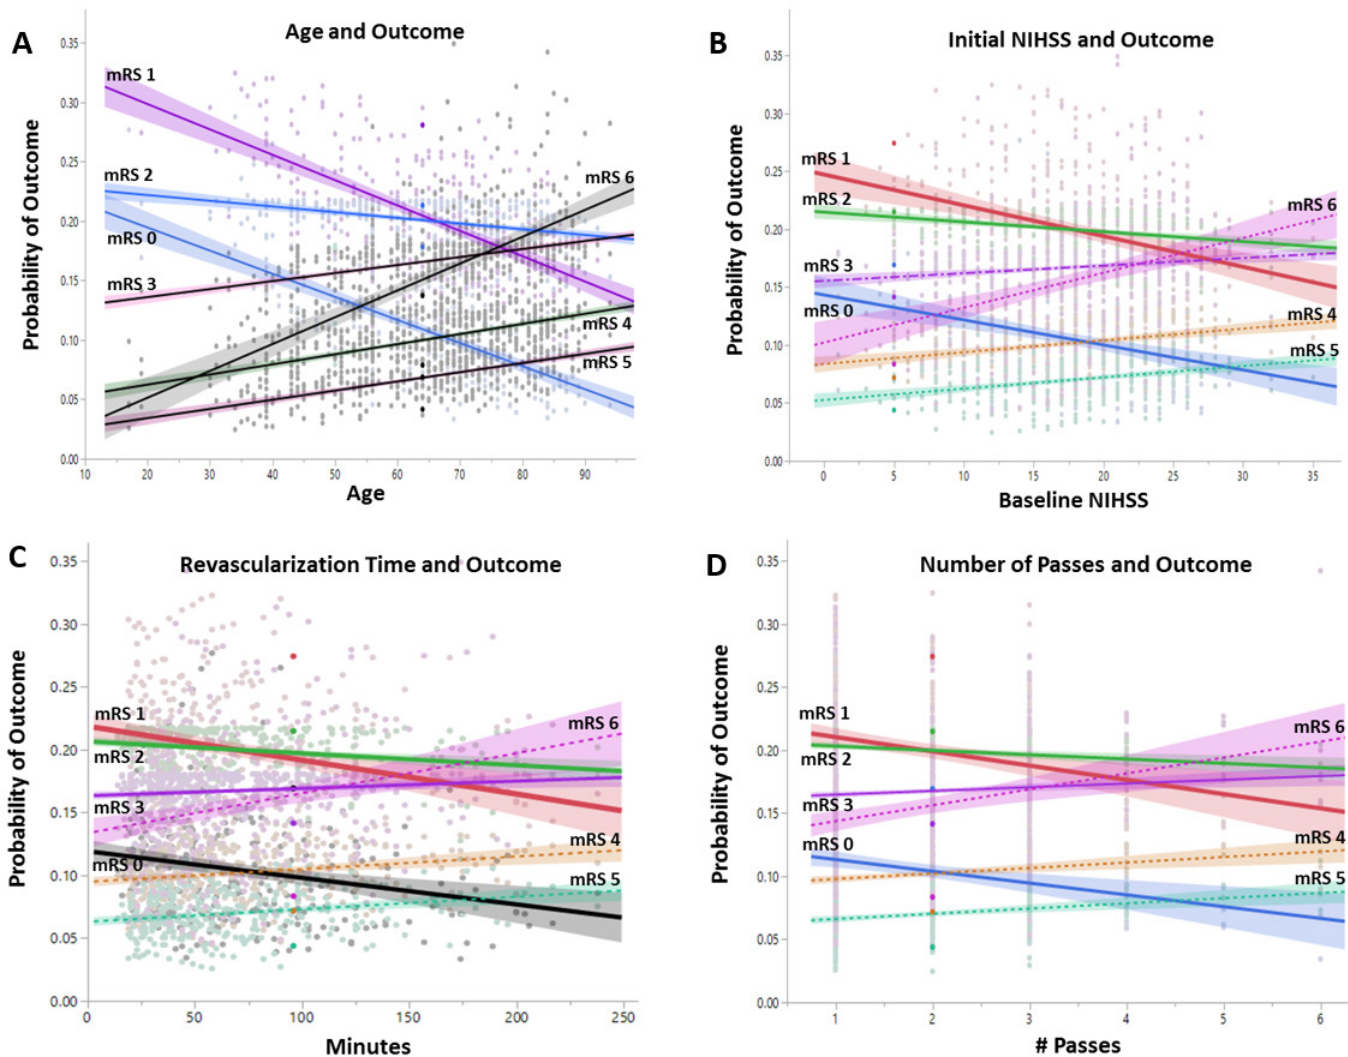 A
Age and Outcome
Probability of Outcome
0.35
0.30
0.25
0.20
0.15
0.10
0.05
0.00
mRS 1
mRS 2
mRS 0
mRS 3
mRS 6
mRS 4
mRS 5
10 20 30 40 50 60 70 80 90
Age
B
Initial NIHSS and Outcome
Probability of Outcome
0.35
0.30
0.25
0.20
0.15
0.10
0.05
0.00
mRS 1
mRS 2
mRS 3
mRS 0
mRS 6
mRS 4
mRS 5
0 5 10 15 20 25 30 35
Baseline NIHSS
C
Revascularization Time and Outcome
Probability of Outcome
0.35
0.30
0.25
0.20
0.15
0.10
0.05
0.00
mRS 1
mRS 2
mRS 3
mRS 0
mRS 6
mRS 4
mRS 5
0 50 100 150 200 250
Minutes
D
Number of Passes and Outcome
Probability of Outcome
0.35
0.30
0.25
0.20
0.15
0.10
0.05
0.00
mRS 1
mRS 2
mRS 3
mRS 0
mRS 6
mRS 4
mRS 5
1 2 3 4 5 6
# Passes